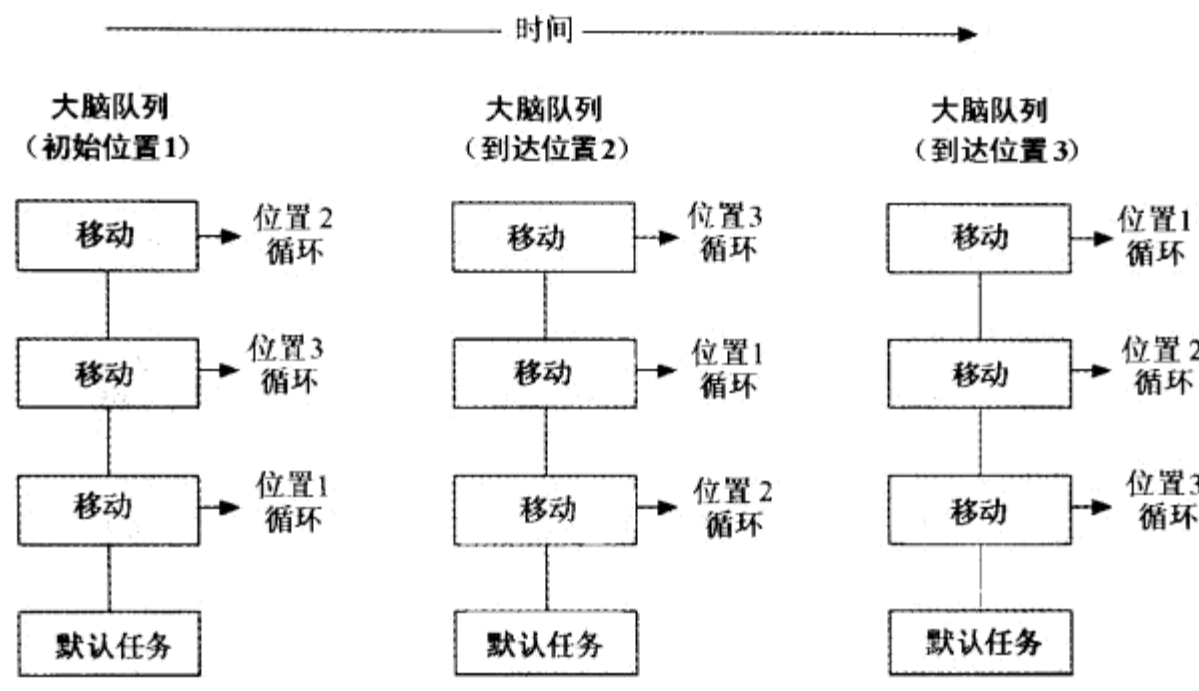 时间
大脑队列
（初始位置1）
大脑队列
（到达位置2）
大脑队列
（到达位置3）
移动
位置2
循环
移动
位置3
循环
移动
位置1
循环
移动
位置3
循环
移动
位置1
循环
移动
位置2
循环
移动
位置1
循环
移动
位置2
循环
移动
位置3
循环
默认任务
默认任务
默认任务